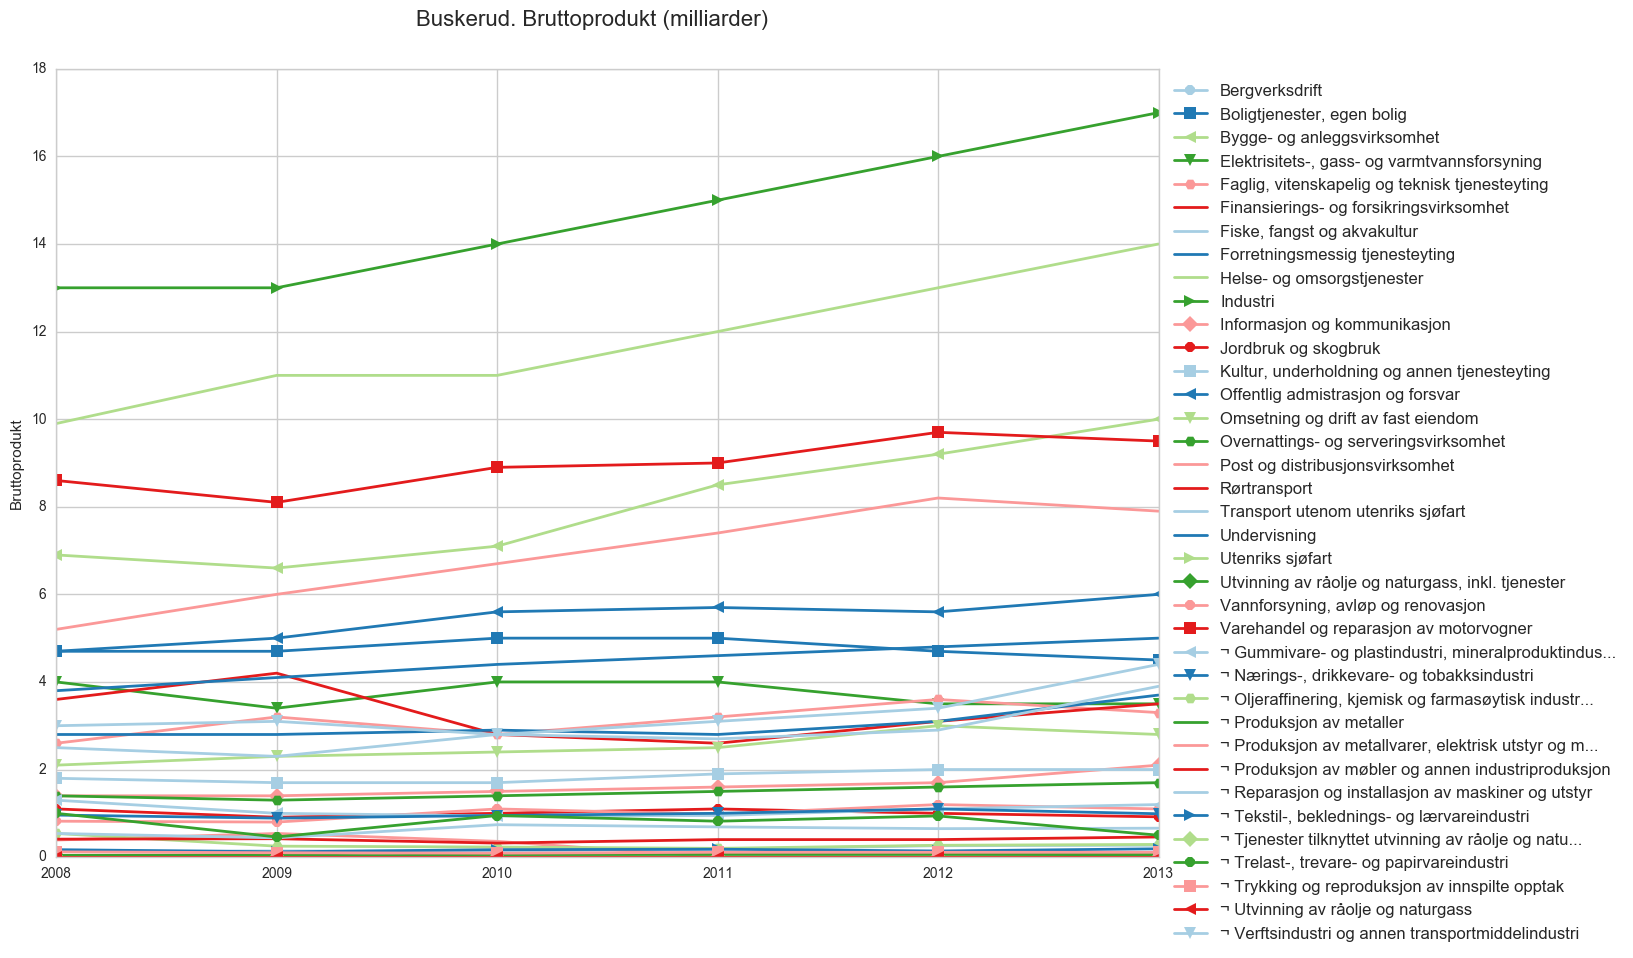 Buskerud. Bruttoprodukt (milliarder)
18
16
14
12
10
8
6
4
2
0
Bruttoprodukt
2008 2009 2010 2011 2012 2013
Bergverksdrift
Boligtjenester, egen bolig
Bygge- og anleggsvirksomhet
Elektrisitets-, gass- og varmtvannsforsyning
Faglig, vitenskapelig og teknisk tjenesteyting
Finansierings- og forsikringsvirksomhet
Fiske, fangst og akvakultur
Forretningsmessig tjenesteyting
Helse- og omsorgstjenester
Industri
Informasjon og kommunikasjon
Jordbruk og skogbruk
Kultur, underholdning og annen tjenesteyting
Offentlig admistrasjon og forsvar
Omsetning og drift av fast eiendom
Overnattings- og serveringsvirksomhet
Post og distribusjonsvirksomhet
Rørtransport
Transport utenom utenriks sjøfart
Undervisning
Utenriks sjøfart
Utvinning av råolje og naturgass, inkl. tjenester
Vannforsyning, avløp og renovasjon
Varehandel og reparasjon av motorvogner
¬ Gummivare- og plastindustri, mineralproduktindus...
¬ Nærings-, drikkevare- og tobakksindustri
¬ Oljeraffinering, kjemisk og farmasøytisk industr...
¬ Produksjon av metaller
¬ Produksjon av metallvarer, elektrisk utstyr og m...
¬ Produksjon av møbler og annen industriproduksjon
¬ Reparasjon og installasjon av maskiner og utstyr
¬ Tekstil-, beklednings- og lærvareindustri
¬ Tjenester tilknyttet utvinning av råolje og natu...
¬ Trelast-, trevare- og papirvareindustri
¬ Trykking og reproduksjon av innspilte opptak
¬ Utvinning av råolje og naturgass
¬ Verftsindustri og annen transportmiddelindustri